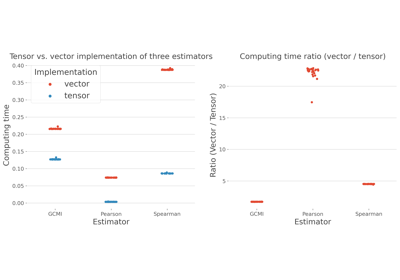 Tensor vs. vector implementation of three estimators
0.40
0.35
0.30
0.25
0.20
0.15
0.10
0.05
0.00
Computing time
Implementation
vector
tensor
GCMI
Pearson
Spearman
Estimator
Computing time ratio (vector / tensor)
20
15
10
5
Ratio (Vector / Tensor)
GCMI
Pearson
Spearman
Estimator